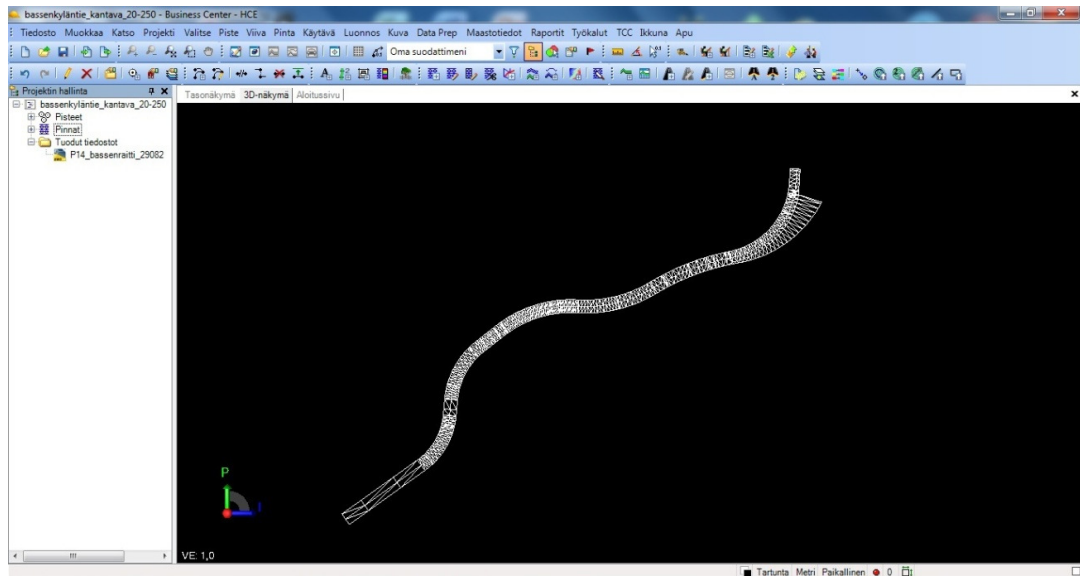 bassenkyläntie_kantava_20-250 - Business Center - HCE
Tiedosto Muokkaa Katso Projekti Valitse Piste Viiva Pinta Käytävä Luonnos Kuva Data Prep Maastotiedot Raportit Työkalut TCC Ikkuna Apu
Oma suodattimeni
Projektin hallinta
Tasonäkymä 3D-näkymä Aloitussivu
bassenkyläntie_kantava_20-250
Pisteet
Pinnat
Tuodut tiedostot
P14_bassenraitti_29082
P
I
VE: 1,0
Tartunta Metri Paikallinen 0